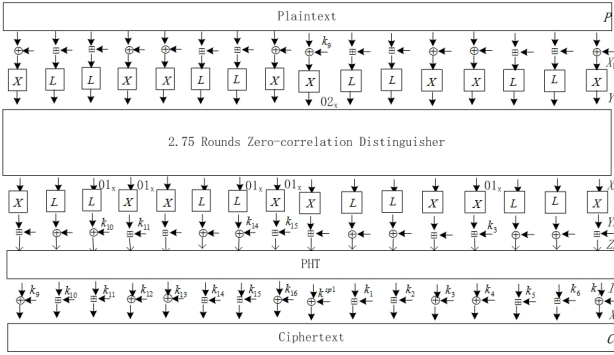 Plaintext P
k₉
X L L X X L L X X L L X X L L X
02ₓ Y
2.75 Rounds Zero-correlation Distinguisher
01ₓ 01ₓ 01ₓ 01ₓ 01ₓ X
X L L X X L L X X L L X X L L X
k₁₀ k₁₁ k₁₄ k₁₅ k₃ Z
PHT
k₉ k₁₀ k₁₁ k₁₂ k₁₃ k₁₄ k₁₅ k₁₆ k₁ k₂ k₃ k₄ k₅ k₆
Ciphertext C